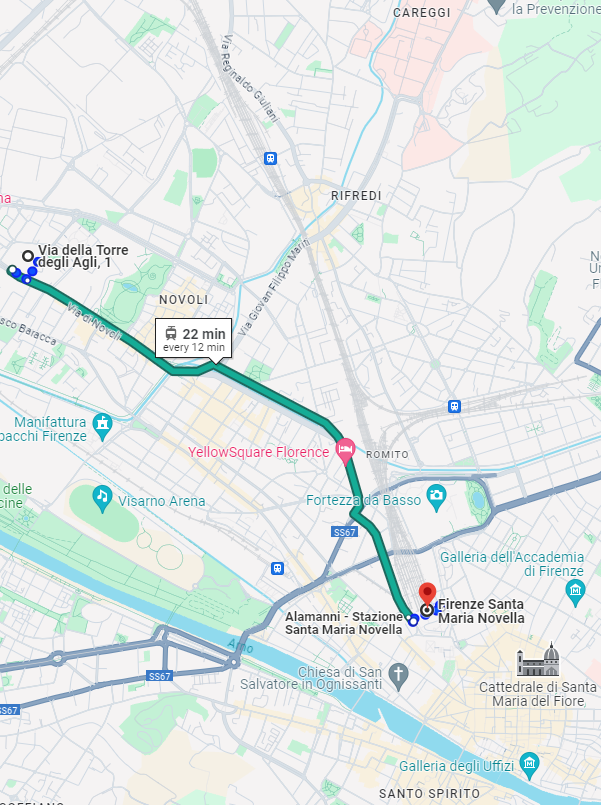 CAREGGI
la Prevenzione
Via Reginaldo Giuliani
RIFREDI
na
Via della Torre
degli Agli, 1
NOVOLI
Via Giovan Filippo Mariti
Via di Novoli
sco Baracca
22 min
every 12 min
Manifattura
bacchi Firenze
YellowSquare Florence
ROMITO
delle
cine
Visarno Arena
Fortezza da Basso
SS67
Galleria dell'Accademia
di Firenze
Firenze Santa
Maria Novella
Alamanni - Stazione
Santa Maria Novella
Arno
SS67
Chiesa di San
Salvatore in Ognissanti
Cattedrale di Santa
Maria del Fiore
SS67
Galleria degli Uffizi
SANTO SPIRITO